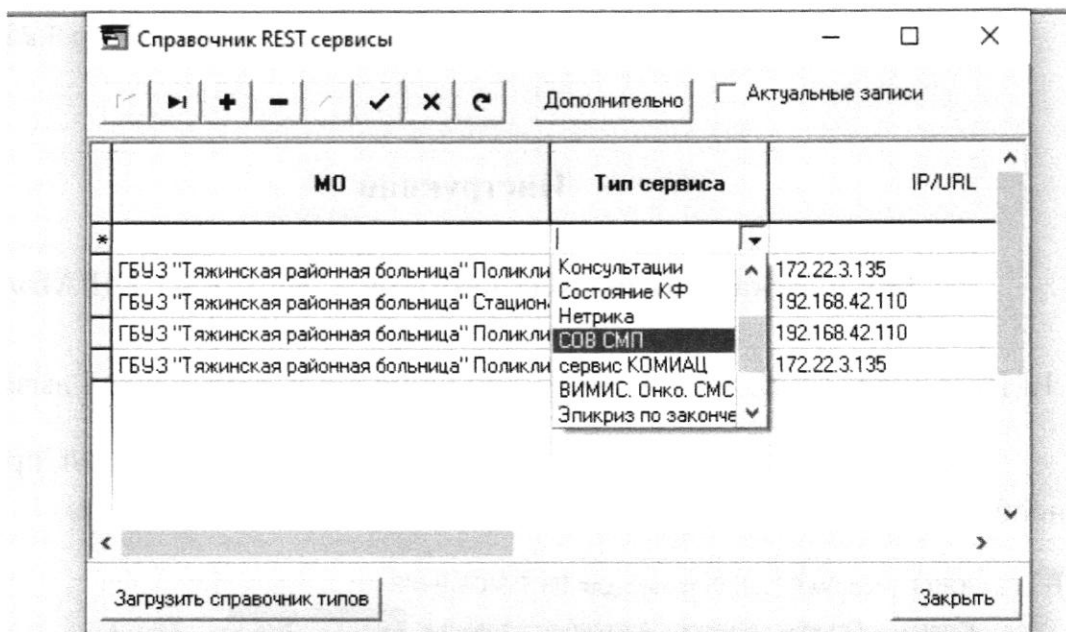 Справочник REST сервисы
Дополнительно
Актуальные записи
МО Тип сервиса IP/URL
*
ГБУЗ "Тяжинская районная больница" Поликли 172.22.3.135
ГБУЗ "Тяжинская районная больница" Стацион. 192.168.42.110
ГБУЗ "Тяжинская районная больница" Поликли 192.168.42.110
ГБУЗ "Тяжинская районная больница" Поликли 172.22.3.135
Консультации
Состояние КФ
Нетрика
СОВ СМП
сервис КОМИАЦ
ВИМИС. Онко. СМС
Эпикриз по законче
Загрузить справочник типов
Закрыть